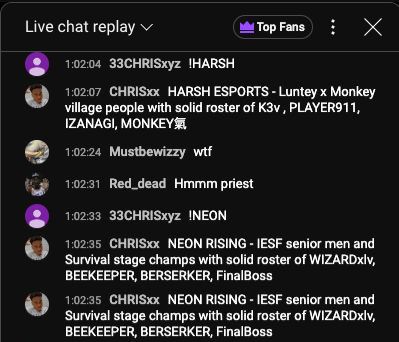 Live chat replay
Top Fans
1:02:04 33CHRISxyz !HARSH
1:02:07 CHRISxx HARSH ESPORTS - Luntey x Monkey
village people with solid roster of K3v , PLAYER911,
IZANAGI, MONKEY氣
1:02:24 Mustbewizzy wtf
1:02:31 Red_dead Hmmm priest
1:02:33 33CHRISxyz !NEON
1:02:35 CHRISxx NEON RISING - IESF senior men and
Survival stage champs with solid roster of WIZARDxlv,
BEEKEEPER, BERSERKER, FinalBoss
1:02:35 CHRISxx NEON RISING - IESF senior men and
Survival stage champs with solid roster of WIZARDxlv,
BEEKEEPER, BERSERKER, FinalBoss